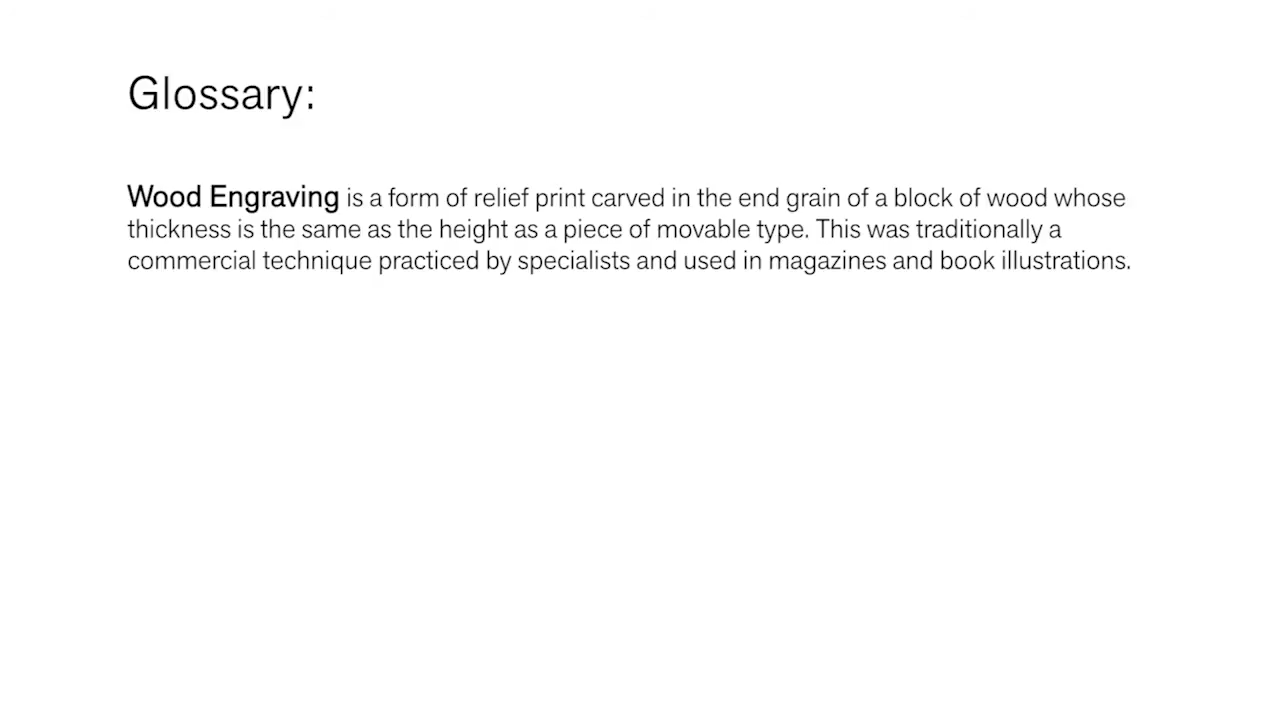 Glossary:
Wood Engraving is a form of relief print carved in the end grain of a block of wood whose
thickness is the same as the height as a piece of movable type. This was traditionally a
commercial technique practiced by specialists and used in magazines and book illustrations.